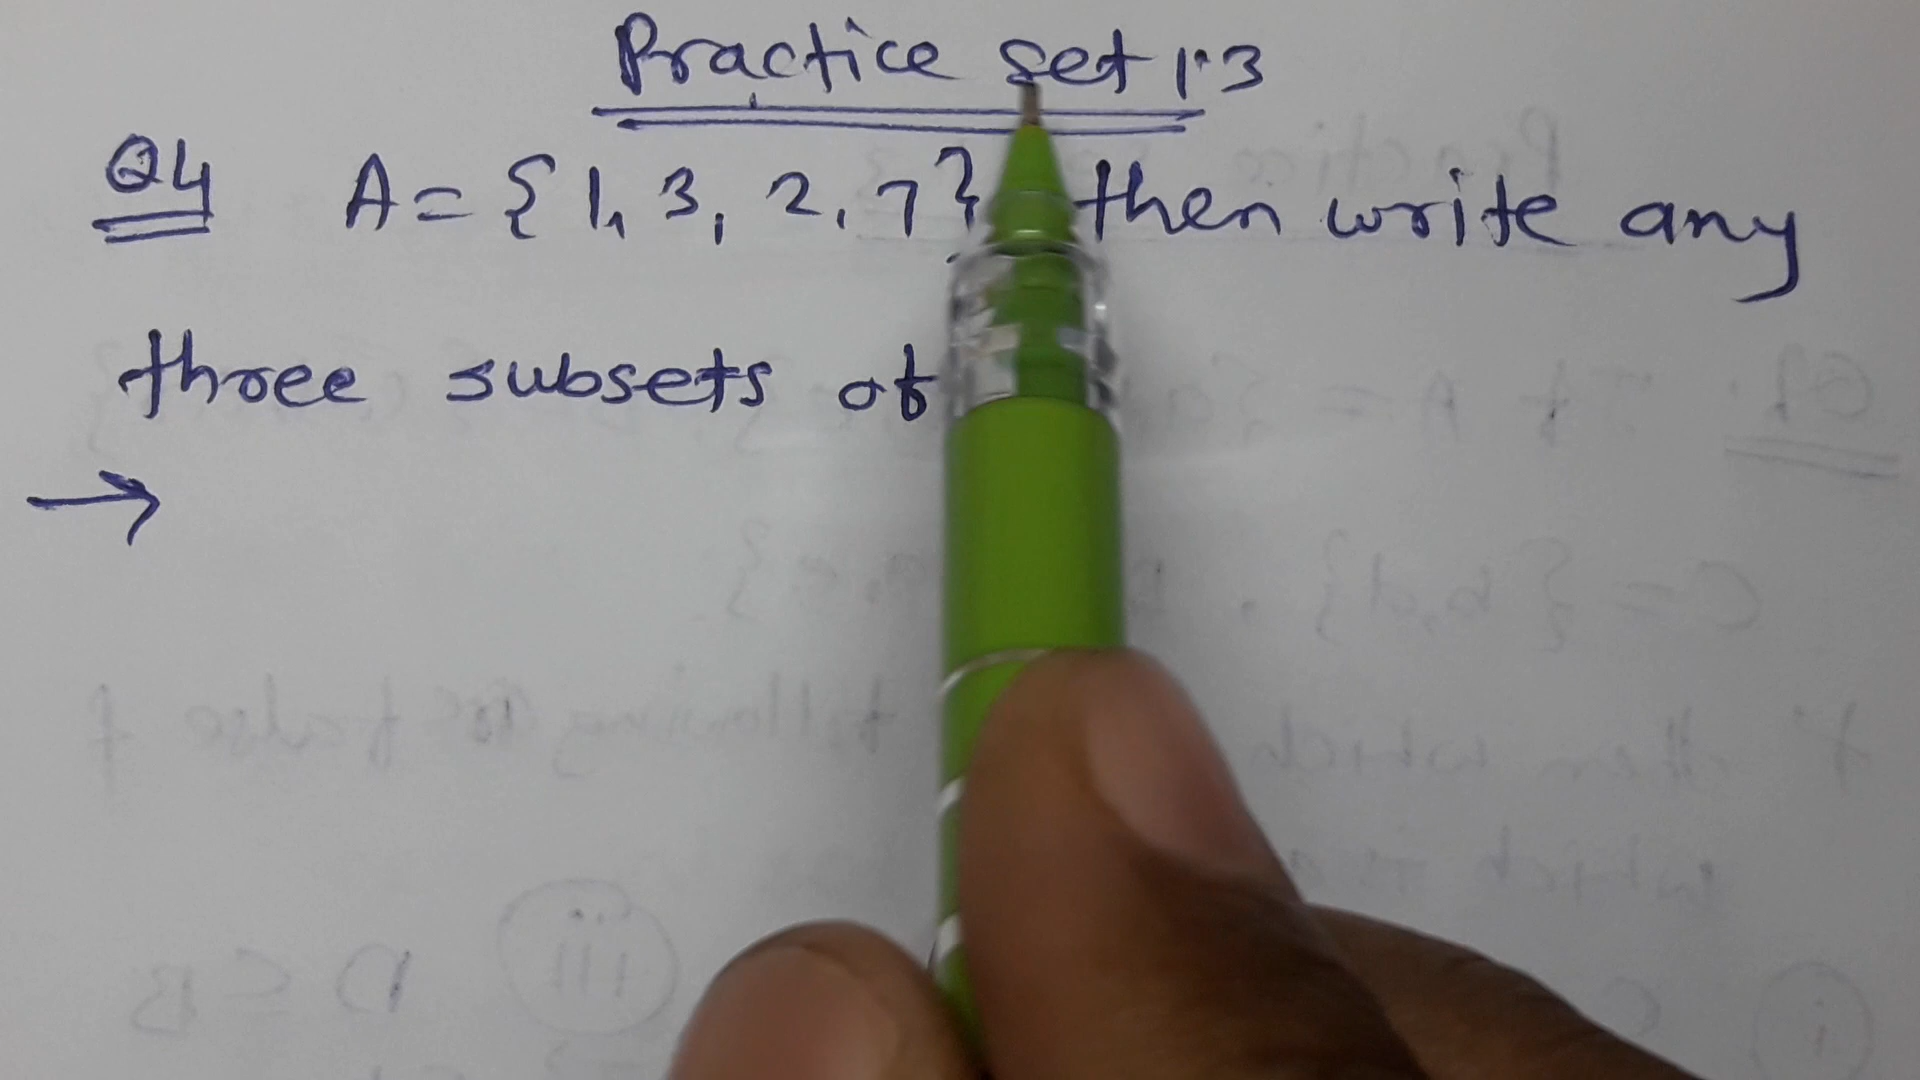 Practice set 1.3
Q4 A = { 1, 3, 2, 7 } then write any
three subsets of
→